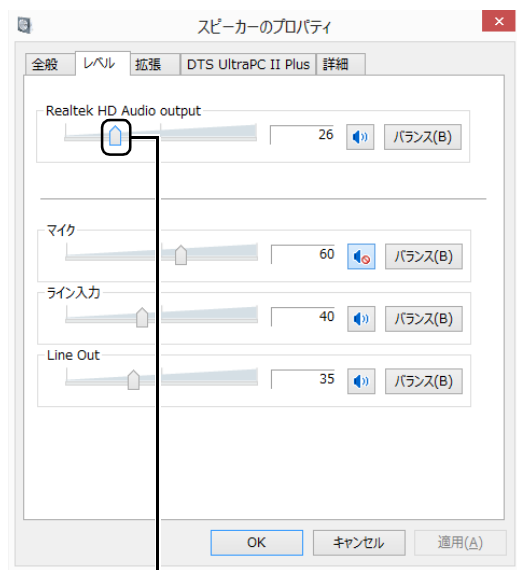 スピーカーのプロパティ
全般 レベル 拡張 DTS UltraPC II Plus 詳細
Realtek HD Audio output
26 バランス(B)
マイク
60 バランス(B)
ライン入力
40 バランス(B)
Line Out
35 バランス(B)
OK キャンセル 適用(A)